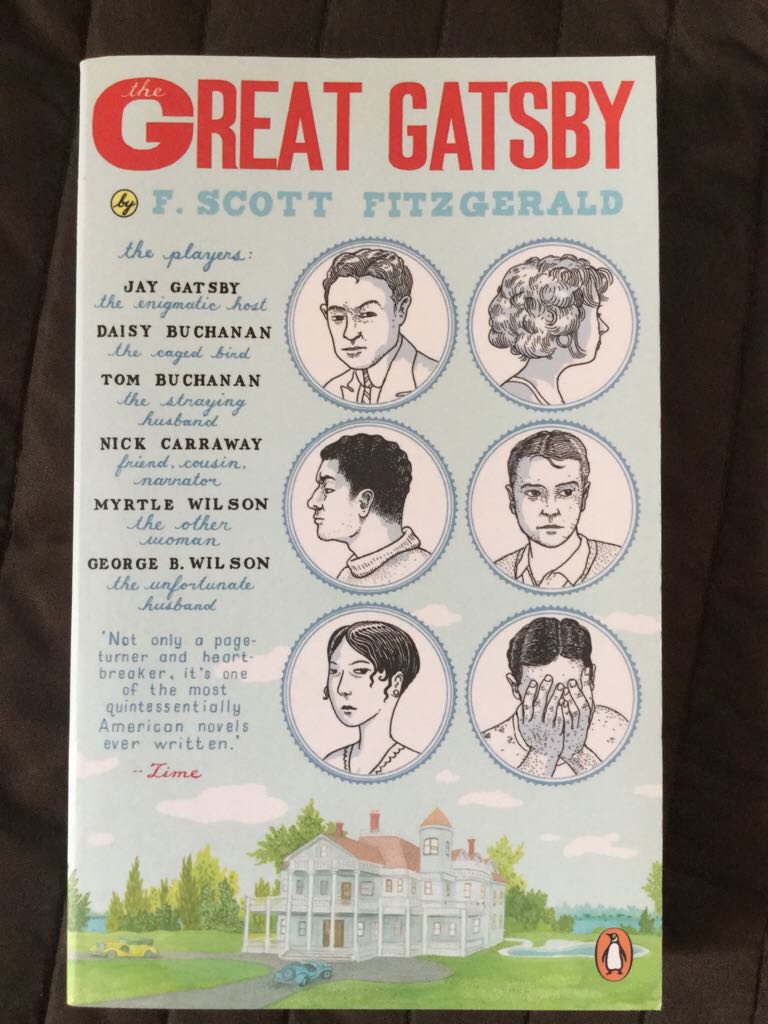 the GREAT GATSBY
by F. SCOTT FITZGERALD
the players:
JAY GATSBY
the enigmatic host
DAISY BUCHANAN
the caged bird
TOM BUCHANAN
the straying
husband
NICK CARRAWAY
friend, cousin,
narrator
MYRTLE WILSON
the other
woman
GEORGE B. WILSON
the unfortunate
husband
"Not only a page-
turner and heart-
breaker, it's one
of the most
quintessentially
American novels
ever written."
--Time